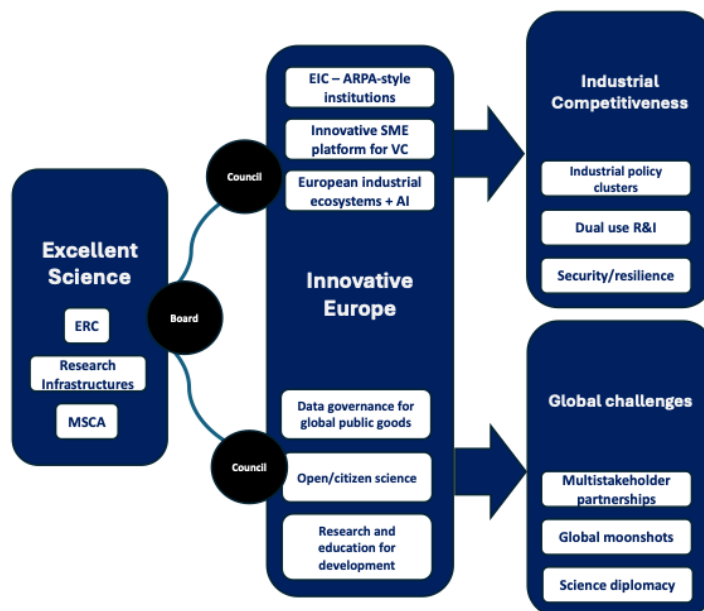 Excellent
Science
ERC
Research
Infrastructures
MSCA
Board
Council
Council
EIC – ARPA-style
institutions
Innovative SME
platform for VC
European industrial
ecosystems + AI
Innovative
Europe
Data governance for
global public goods
Open/citizen science
Research and
education for
development
Industrial
Competitiveness
Industrial policy
clusters
Dual use R&I
Security/resilience
Global challenges
Multistakeholder
partnerships
Global moonshots
Science diplomacy